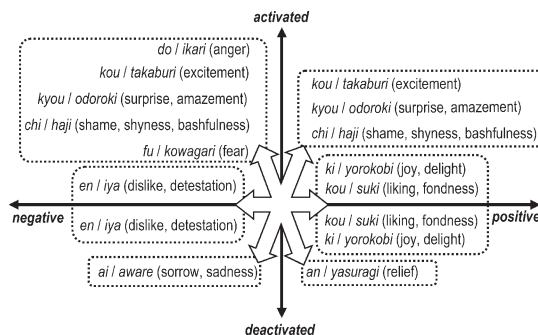 activated
do / ikari (anger)
kou / takaburi (excitement)
kyou / odoroki (surprise, amazement)
chi / haji (shame, shyness, bashfulness)
fu / kowagari (fear)
kou / takaburi (excitement)
kyou / odoroki (surprise, amazement)
chi / haji (shame, shyness, bashfulness)
en / iya (dislike, detestation)
ki / yorokobi (joy, delight)
kou / suki (liking, fondness)
negative
positive
en / iya (dislike, detestation)
kou / suki (liking, fondness)
ki / yorokobi (joy, delight)
ai / aware (sorrow, sadness)
an / yasuragi (relief)
deactivated